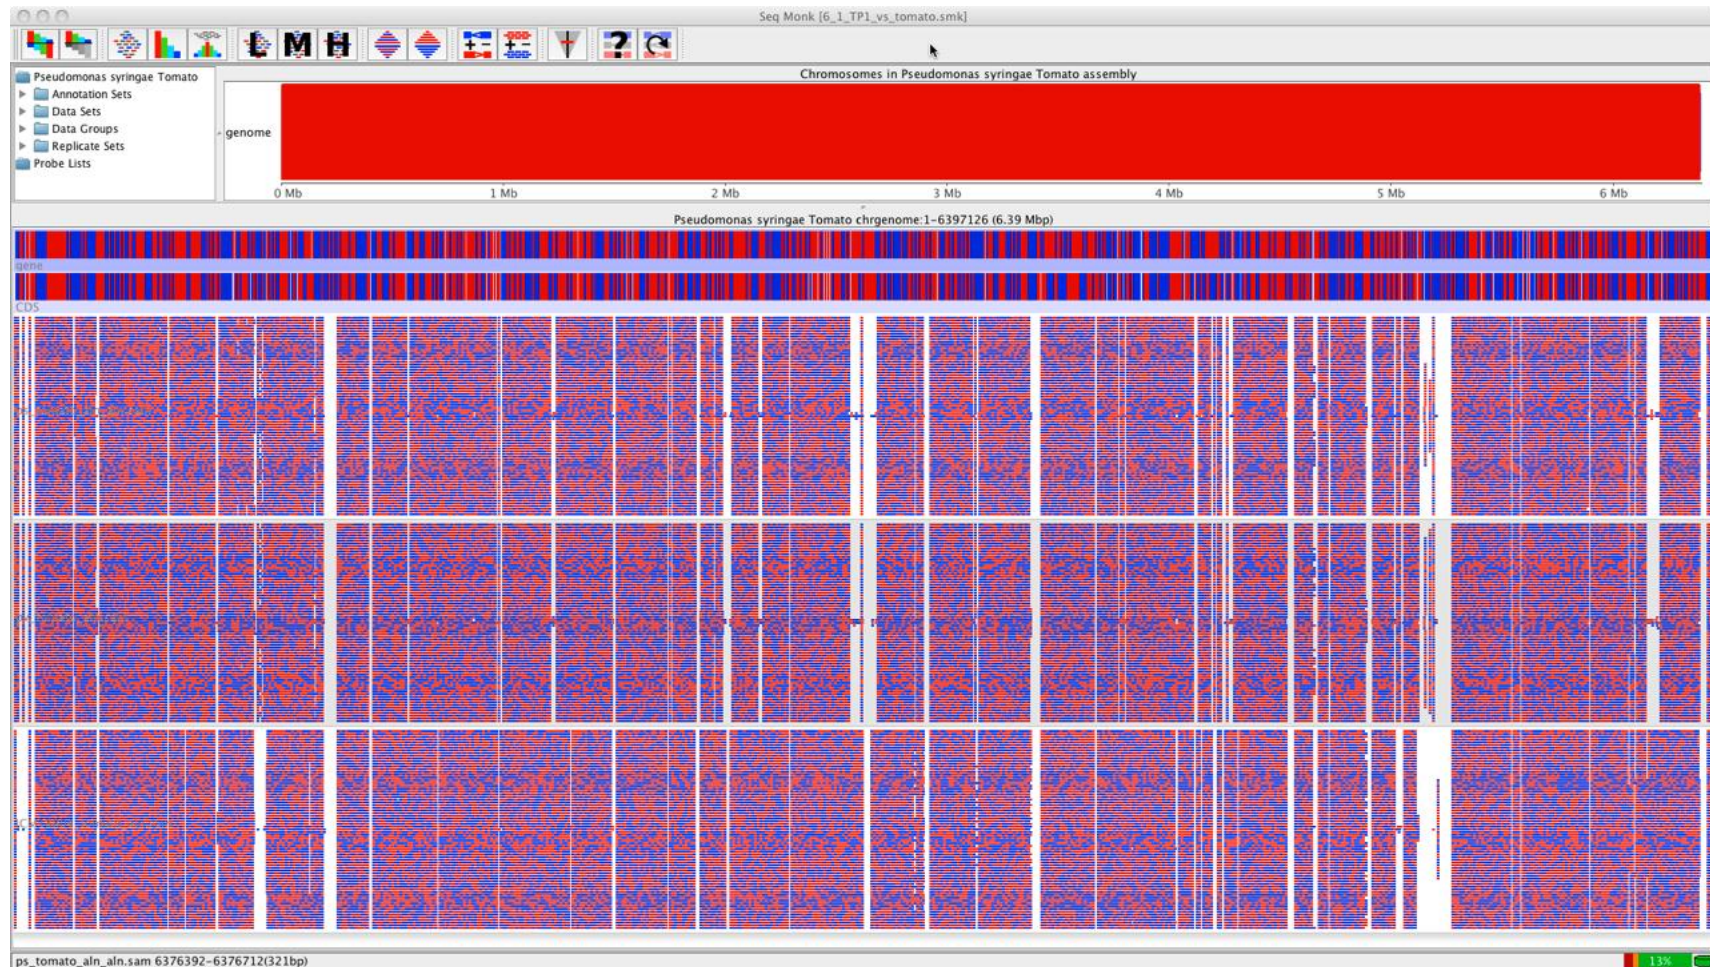 Seq Monk [6_1_TP1_vs_tomato.smk]
L M H
?
Pseudomonas syringae Tomato
Annotation Sets
Data Sets
Data Groups
Replicate Sets
Probe Lists
Chromosomes in Pseudomonas syringae Tomato assembly
genome
0 Mb 1 Mb 2 Mb 3 Mb 4 Mb 5 Mb 6 Mb
Pseudomonas syringae Tomato chrgenome:1-6397126 (6.39 Mbp)
gene
CDS
ps_tomato_aln_aln.sam 6376392-6376712(321bp)
13%